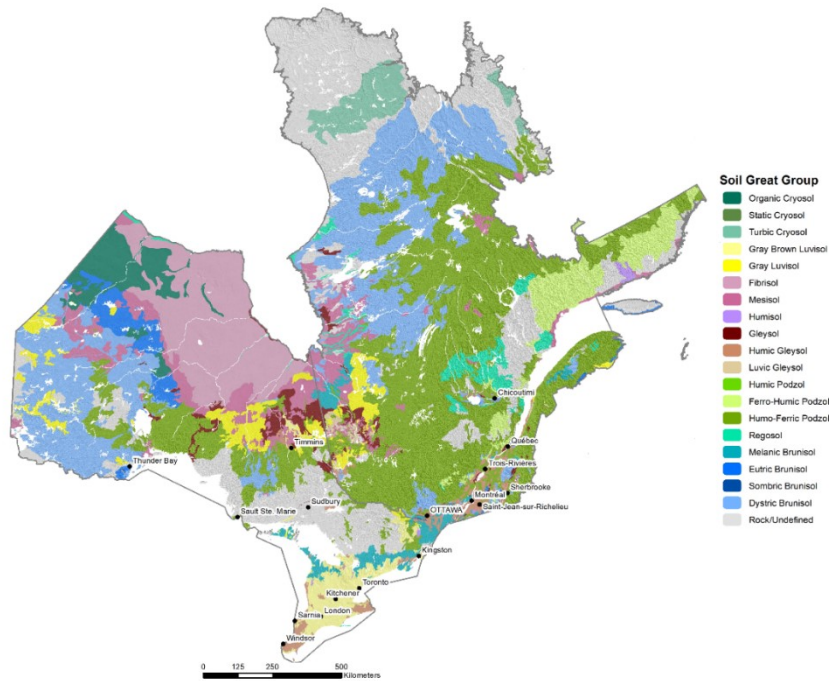 Soil Great Group
Organic Cryosol
Static Cryosol
Turbic Cryosol
Gray Brown Luvisol
Gray Luvisol
Fibrisol
Mesisol
Humisol
Gleysol
Humic Gleysol
Luvic Gleysol
Humic Podzol
Ferro-Humic Podzol
Humo-Ferric Podzol
Regosol
Melanic Brunisol
Eutric Brunisol
Sombric Brunisol
Dystric Brunisol
Rock/Undefined
Chicoutimi
Timmins
Québec
Thunder Bay
Trois-Rivières
Sherbrooke
Montréal
Saint-Jean-sur-Richelieu
Sudbury
Sault Ste. Marie
OTTAWA
Kingston
Toronto
Kitchener
London
Sarnia
Windsor
0 125 250 500
Kilometers